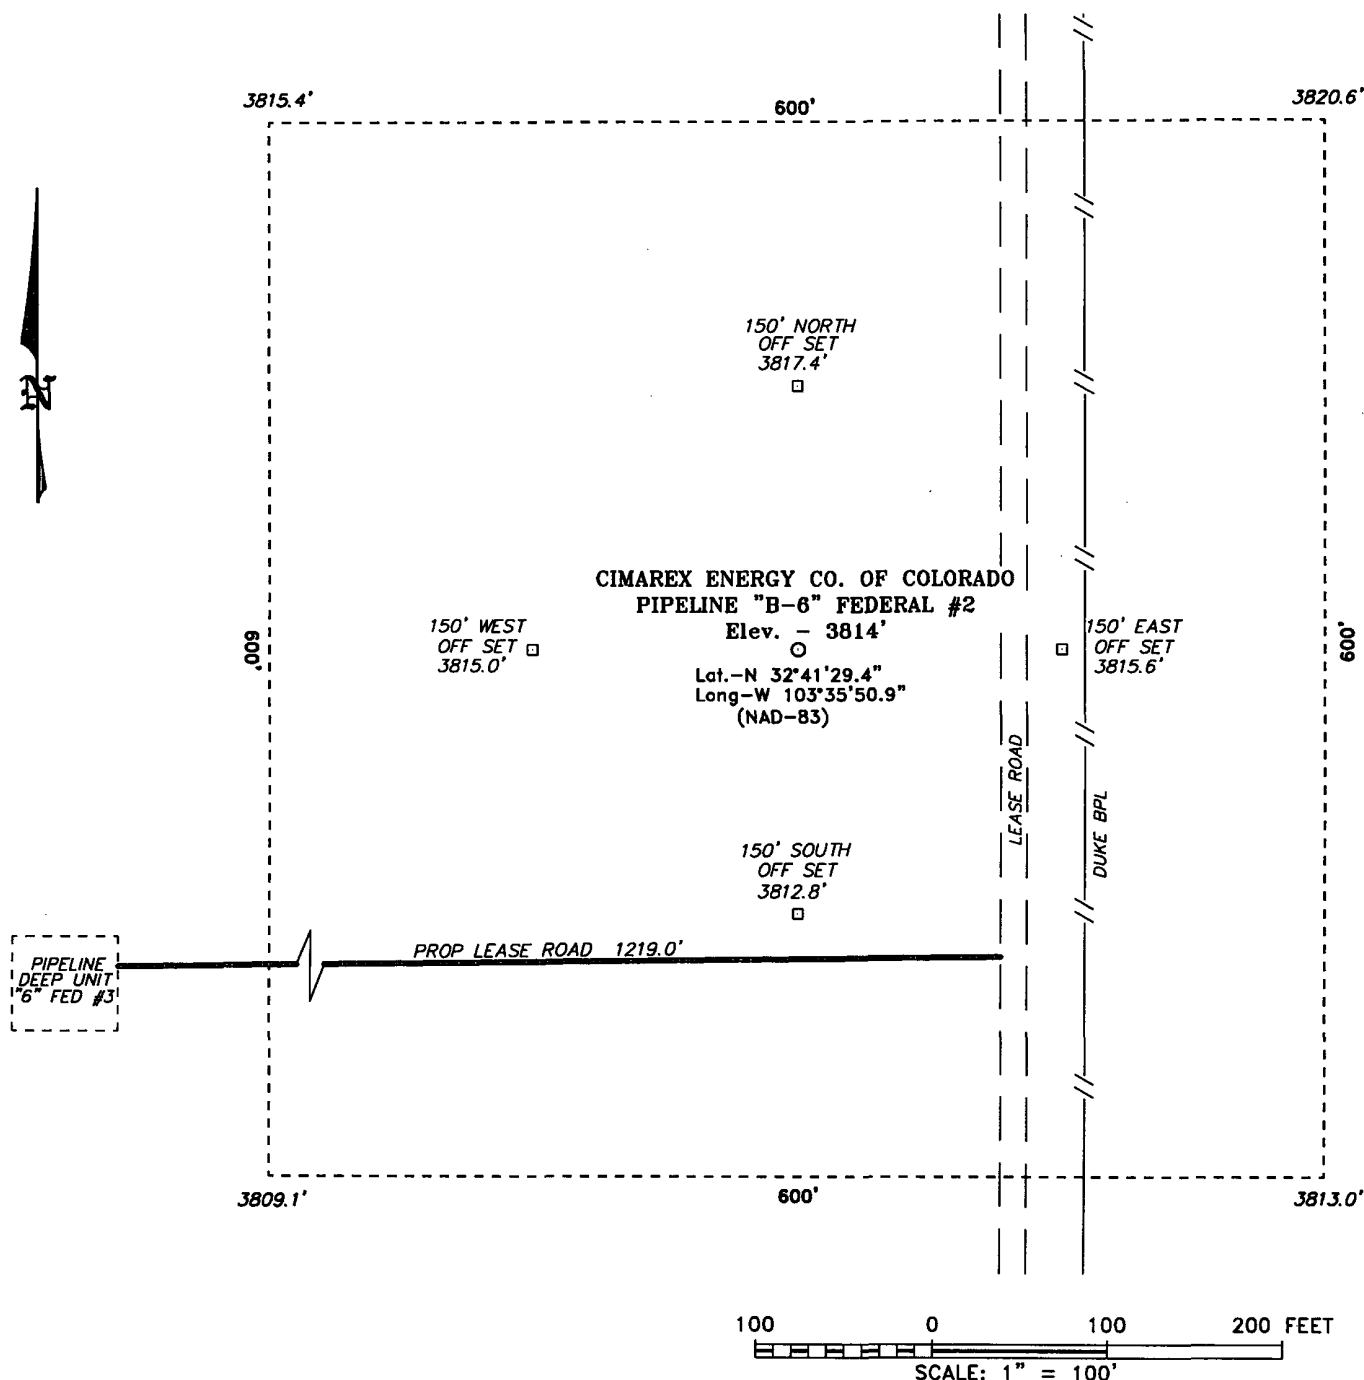 3815.4'
600'
3820.6'
N
150' NORTH
OFF SET
3817.4'
CIMAREX ENERGY CO. OF COLORADO
PIPELINE "B-6" FEDERAL #2
Elev. - 3814'
Lat.-N 32°41'29.4"
Long-W 103°35'50.9"
(NAD-83)
150' WEST
OFF SET
3815.0'
150' EAST
OFF SET
3815.6'
600'
600'
LEASE ROAD
DUKE BPL
150' SOUTH
OFF SET
3812.8'
PROP LEASE ROAD 1219.0'
PIPELINE
DEEP UNIT
"6" FED #3
3809.1'
600'
3813.0'
100 0 100 200 FEET
SCALE: 1" = 100'